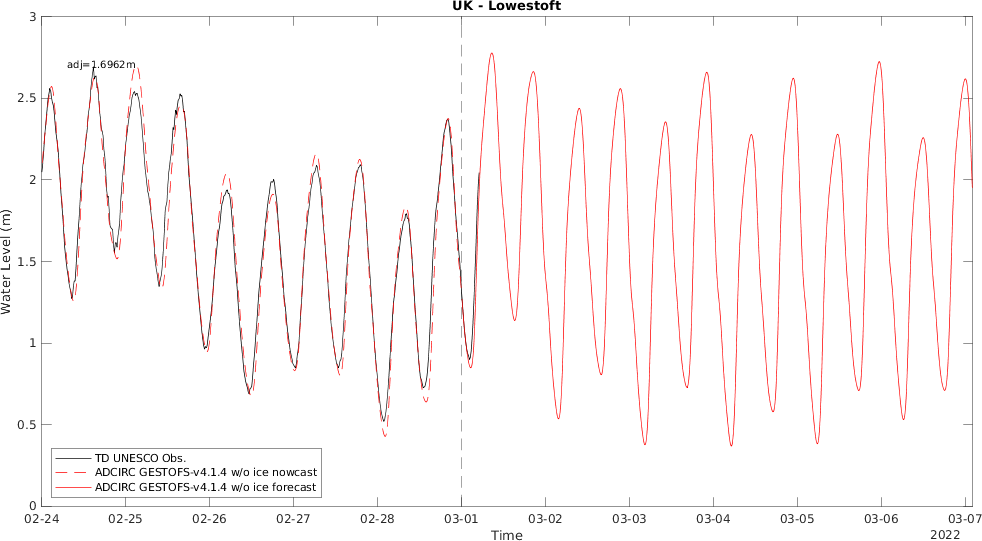 UK - Lowestoft
adj=1.6962m
3
2.5
2
1.5
1
0.5
0
Water Level (m)
TD UNESCO Obs.
ADCIRC GESTOFS-v4.1.4 w/o ice nowcast
ADCIRC GESTOFS-v4.1.4 w/o ice forecast
02-24 02-25 02-26 02-27 02-28 03-01 03-02 03-03 03-04 03-05 03-06 03-07
Time
2022